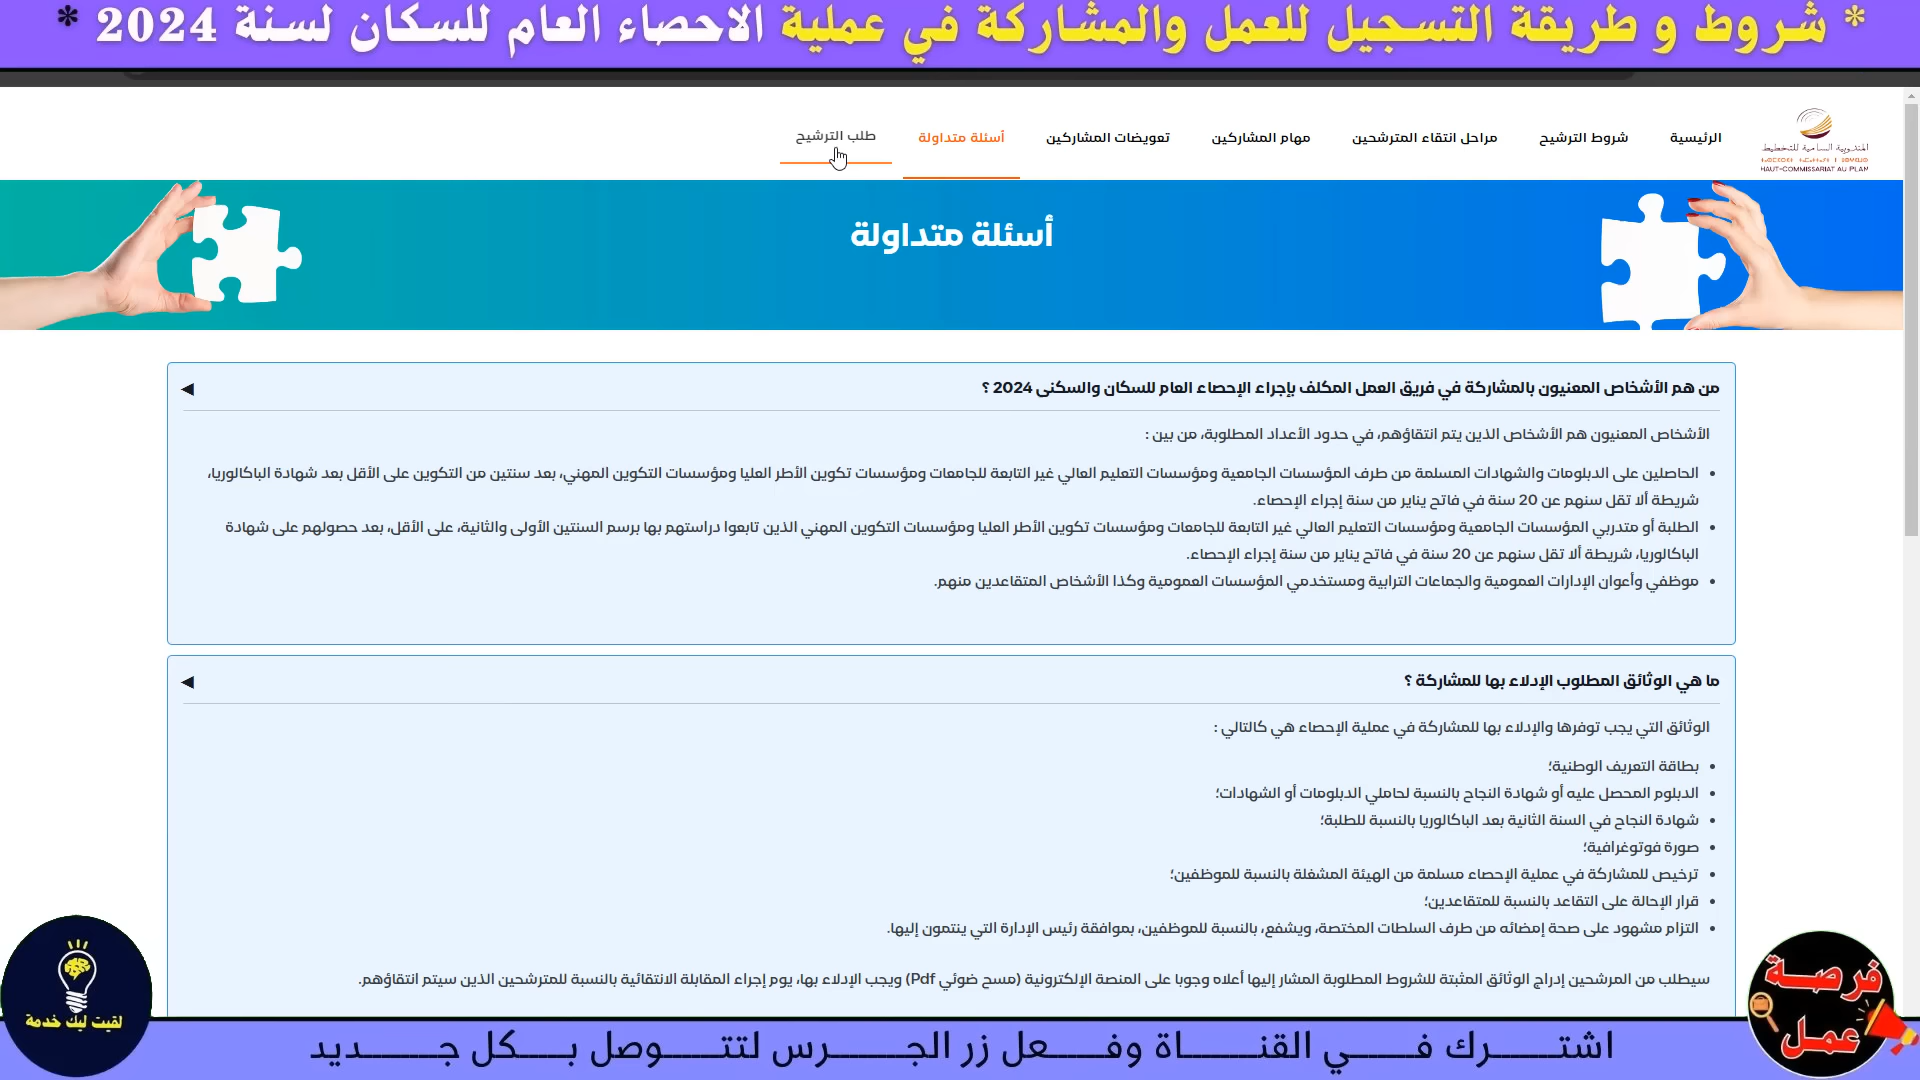 * شروط و طريقة التسجيل للعمل والمشاركة في عملية الاحصاء العام للسكان لسنة 2024 *
المندوبية السامية للتخطيط
HAUT-COMMISSARIAT AU PLAN
الرئيسية
شروط الترشيح
مراحل انتقاء المترشحين
مهام المشاركين
تعويضات المشاركين
أسئلة متداولة
طلب الترشيح
أسئلة متداولة
من هم الأشخاص المعنيون بالمشاركة في فريق العمل المكلف بإجراء الإحصاء العام للسكان والسكنى 2024 ؟
الأشخاص المعنيون هم الأشخاص الذين يتم انتقاؤهم، في حدود الأعداد المطلوبة، من بين :
• الحاصلين على الدبلومات والشهادات المسلمة من طرف المؤسسات الجامعية ومؤسسات التعليم العالي غير التابعة للجامعات ومؤسسات تكوين الأطر العليا ومؤسسات التكوين المهني، بعد سنتين من التكوين على الأقل بعد شهادة الباكالوريا،
شريطة ألا تقل سنهم عن 20 سنة في فاتح يناير من سنة إجراء الإحصاء.
• الطلبة أو متدربي المؤسسات الجامعية ومؤسسات التعليم العالي غير التابعة للجامعات ومؤسسات تكوين الأطر العليا ومؤسسات التكوين المهني الذين تابعوا دراستهم بها برسم السنتين الأولى والثانية، على الأقل، بعد حصولهم على شهادة
الباكالوريا، شريطة ألا تقل سنهم عن 20 سنة في فاتح يناير من سنة إجراء الإحصاء.
• موظفي وأعوان الإدارات العمومية والجماعات الترابية ومستخدمي المؤسسات العمومية وكذا الأشخاص المتقاعدين منهم.
ما هي الوثائق المطلوب الإدلاء بها للمشاركة ؟
الوثائق التي يجب توفرها والإدلاء بها للمشاركة في عملية الإحصاء هي كالتالي :
• بطاقة التعريف الوطنية؛
• الدبلوم المحصل عليه أو شهادة النجاح بالنسبة لحاملي الدبلومات أو الشهادات؛
• شهادة النجاح في السنة الثانية بعد الباكالوريا بالنسبة للطلبة؛
• صورة فوتوغرافية؛
• ترخيص للمشاركة في عملية الإحصاء مسلمة من الهيئة المشغلة بالنسبة للموظفين؛
• قرار الإحالة على التقاعد بالنسبة للمتقاعدين؛
• التزام مشهود على صحة إمضائه من طرف السلطات المختصة، ويشفع، بالنسبة للموظفين، بموافقة رئيس الإدارة التي ينتمون إليها.
سيطلب من المرشحين إدراج الوثائق المثبتة للشروط المطلوبة المشار إليها أعلاه وجوبا على المنصة الإلكترونية (مسح ضوئي Pdf) ويجب الإدلاء بها، يوم إجراء المقابلة الانتقائية بالنسبة للمترشحين الذين سيتم انتقاؤهم.
لقيت ليك خدمة
فرصة
عمل
اشتـــرك فـــي القنـــاة وفـــعل زر الجـــرس لتتـــوصل بـــكل جـــديد